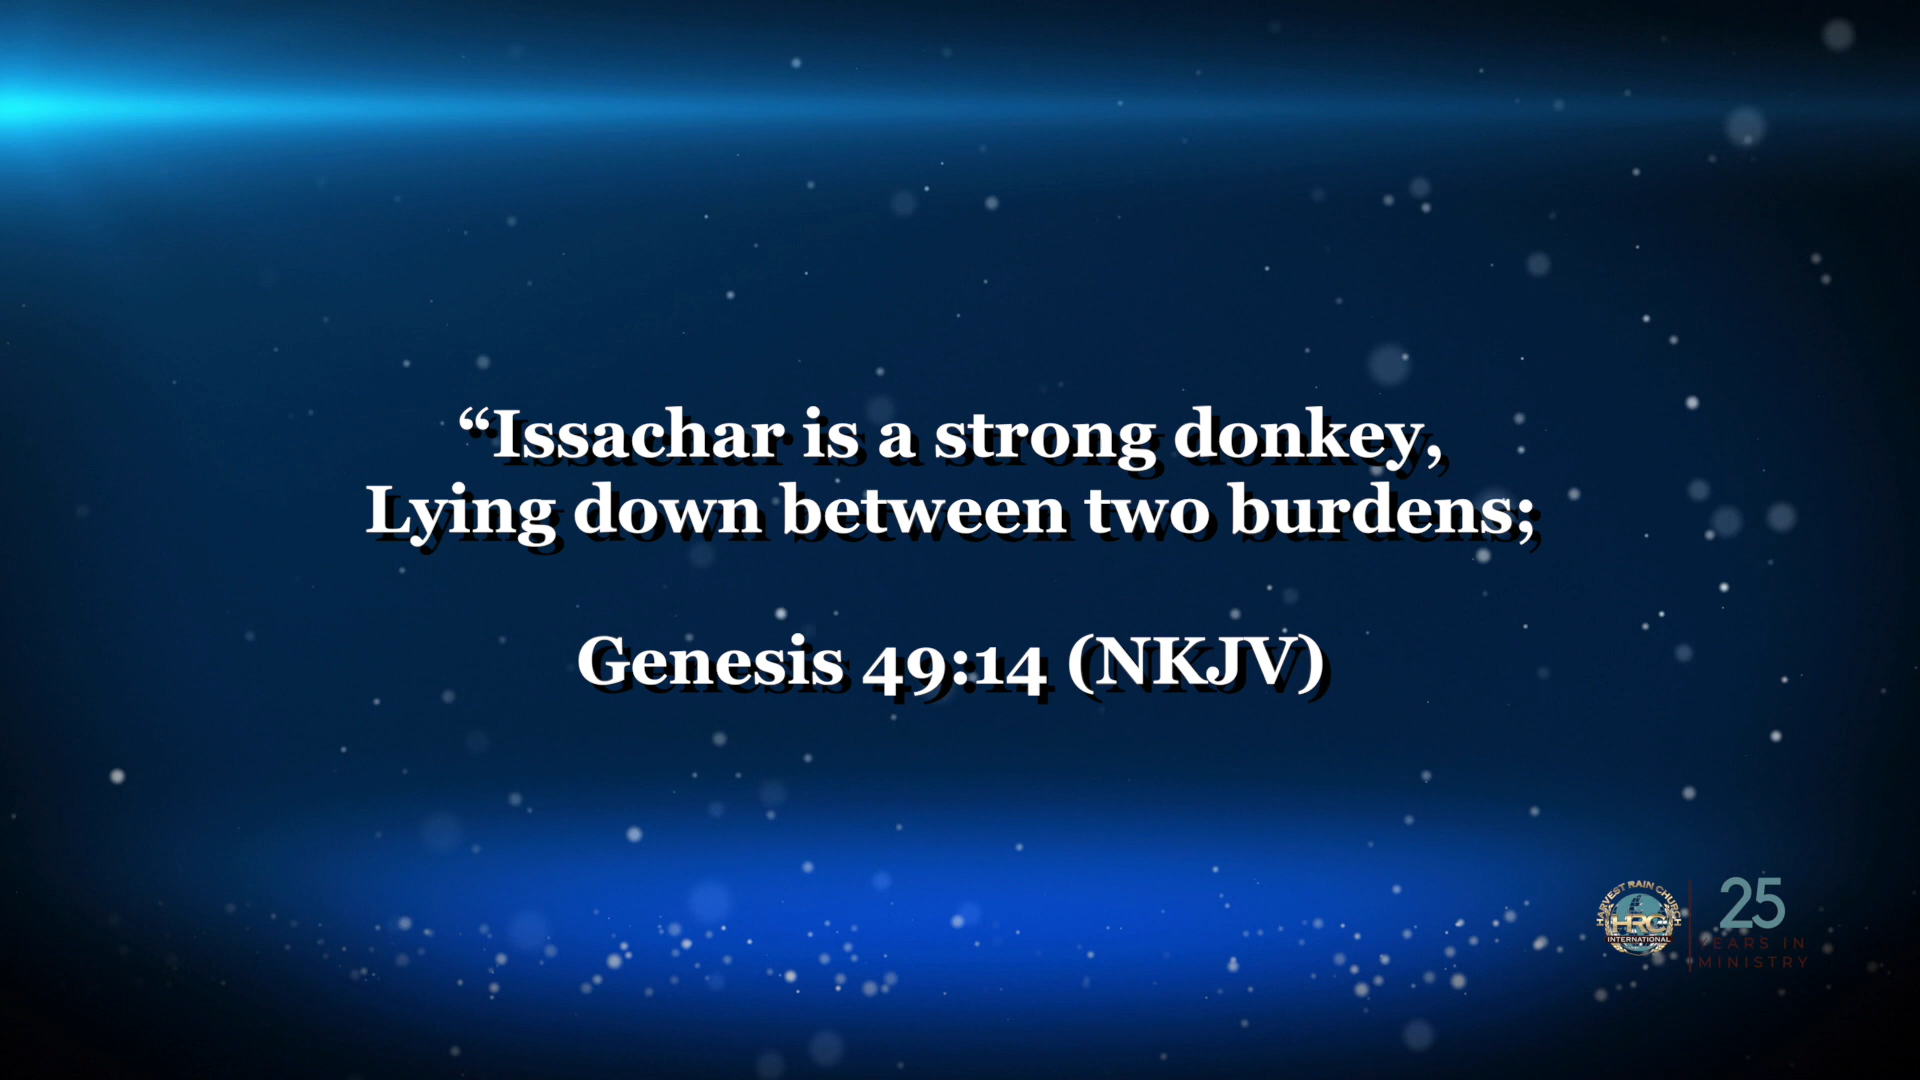 “Issachar is a strong donkey,
Lying down between two burdens;
Genesis 49:14 (NKJV)
HARVEST RAIN CHURCH
HRC
INTERNATIONAL
25
YEARS IN
MINISTRY